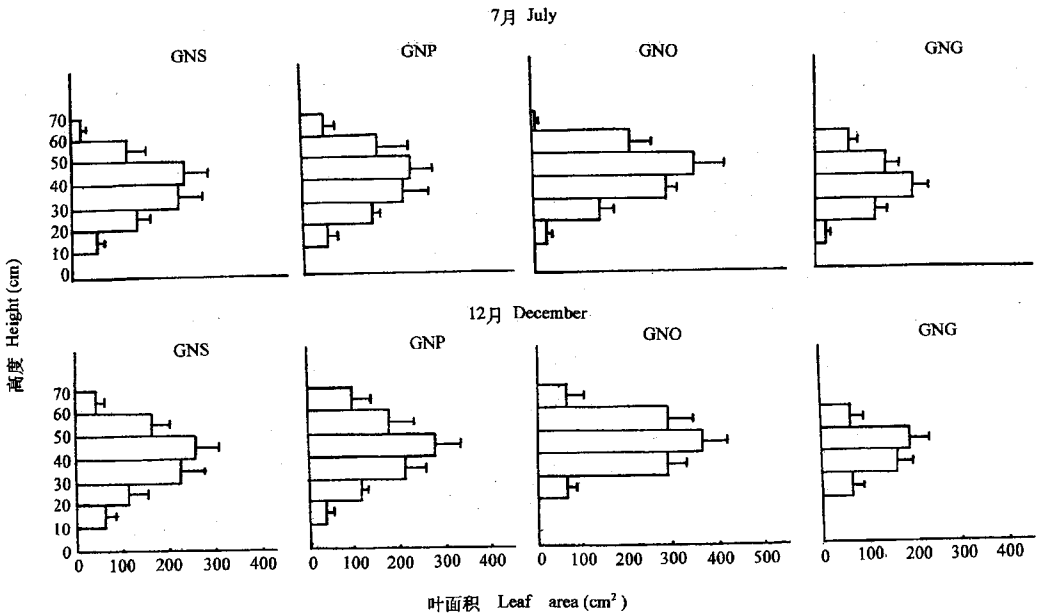 7月 July
GNS
GNP
GNO
GNG
70
60
50
40
30
20
10
0
高度 Height (cm)
12月 December
GNS
GNP
GNO
GNG
70
60
50
40
30
20
10
0
0 100 200 300 400
0 100 200 300 400
0 100 200 300 400 500
0 100 200 300 400
叶面积 Leaf area (cm²)